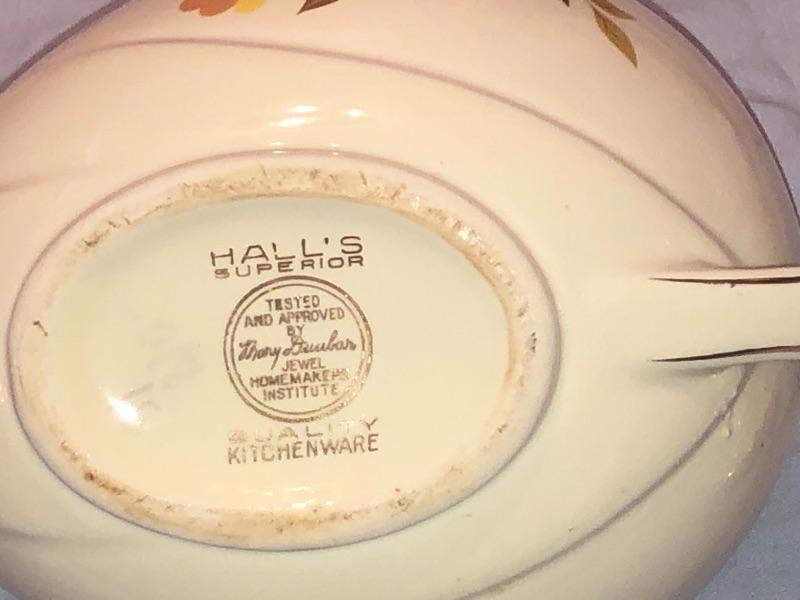 HALL'S
SUPERIOR
TESTED
AND APPROVED
BY
Mary Dunbar
JEWEL
HOMEMAKERS
INSTITUTE
QUALITY
KITCHENWARE